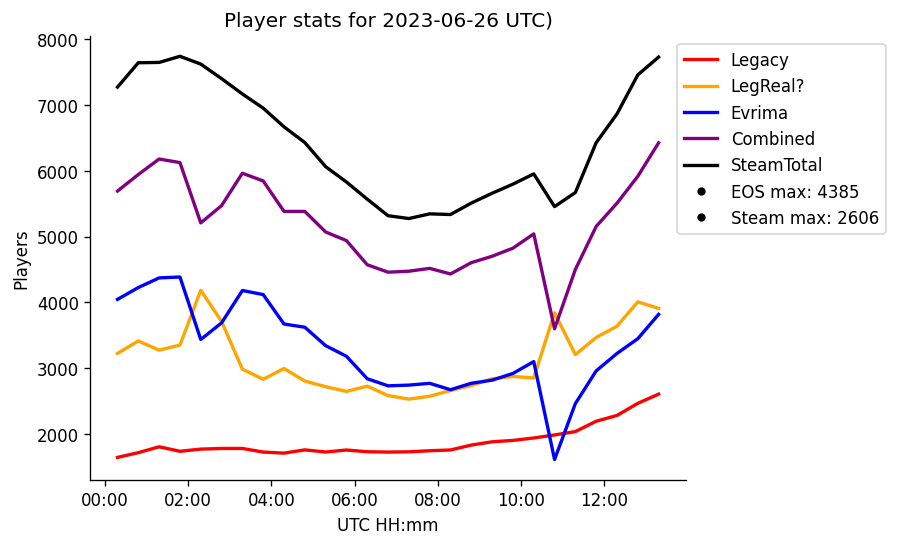 Player stats for 2023-06-26 UTC)
8000
7000
6000
5000
4000
3000
2000
Players
00:00
02:00
04:00
06:00
08:00
10:00
12:00
UTC HH:mm
Legacy
LegReal?
Evrima
Combined
SteamTotal
EOS max: 4385
Steam max: 2606